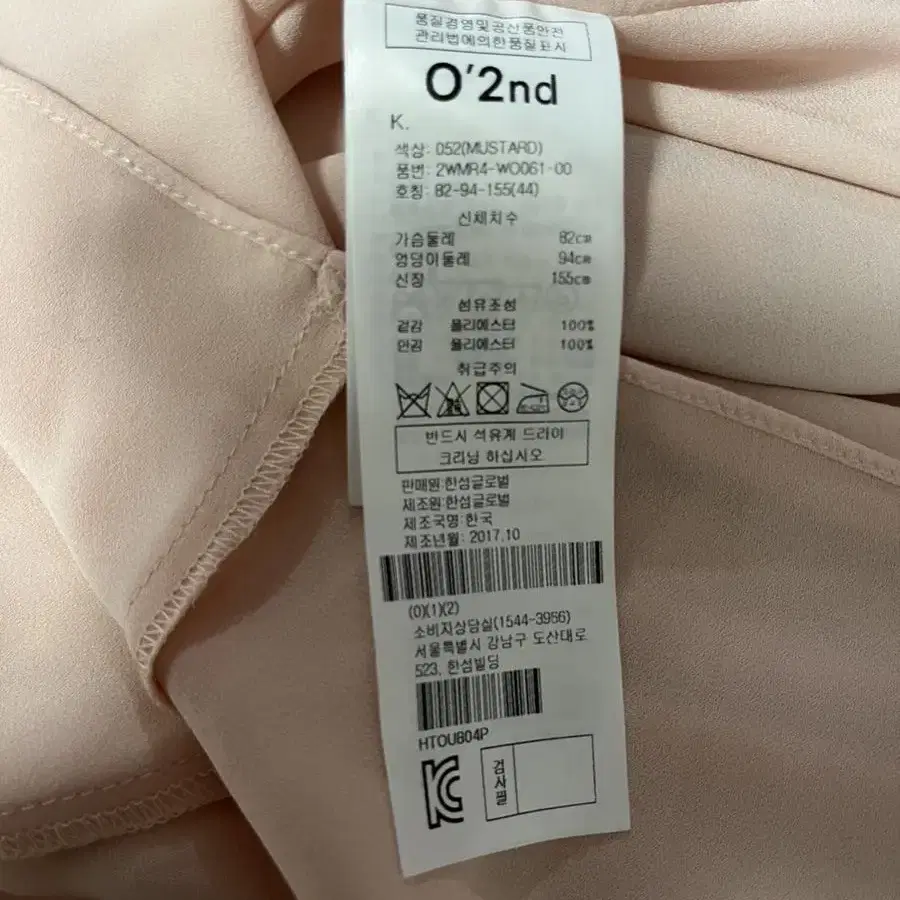 품질경영및공산품안전
관리법에의한품질표시
O'2nd
K.
색상: 052(MUSTARD)
품번: 2WMR4-WO061-00
호칭: 82-94-155(44)
신체치수
가슴둘레 82cm
엉덩이둘레 94cm
신장 155cm
섬유조성
겉감 폴리에스터 100%
안감 폴리에스터 100%
취급주의
반드시 석유계 드라이
크리닝 하십시오
판매원:한섬글로벌
제조원:한섬글로벌
제조국명:한국
제조년월: 2017.10
(0)(1)(2)
소비자상담실(1544-3966)
서울특별시 강남구 도산대로
523, 한섬빌딩
HTOU804P
KC
검사필